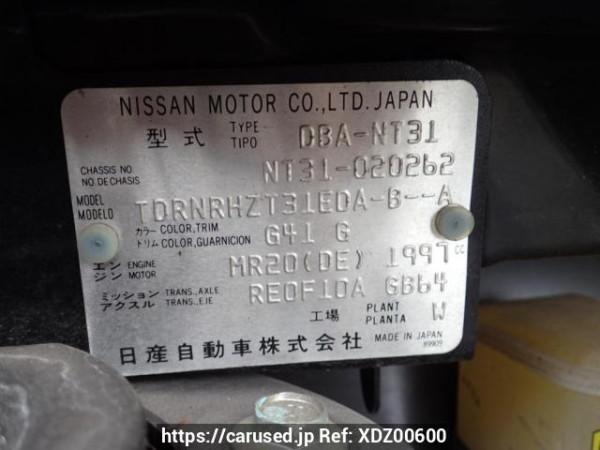 NISSAN MOTOR CO.,LTD. JAPAN
型式 TYPE TIPO DBA-NT31
CHASSIS NO. NO.DE CHASIS NT31-020262
MODEL MODELO TDRNRHZT31EDA-B--A
カラー トリム COLOR,TRIM COLOR,GUARNICION G41 G
エンジン ENGINE MOTOR MR20(DE) 1997 cc
ミッション アクスル TRANS.,AXLE TRANS.,EJE RE0F10A GB64
工場 PLANT PLANTA W
日産自動車株式会社 MADE IN JAPAN
89909
https://carused.jp Ref: XDZ00600